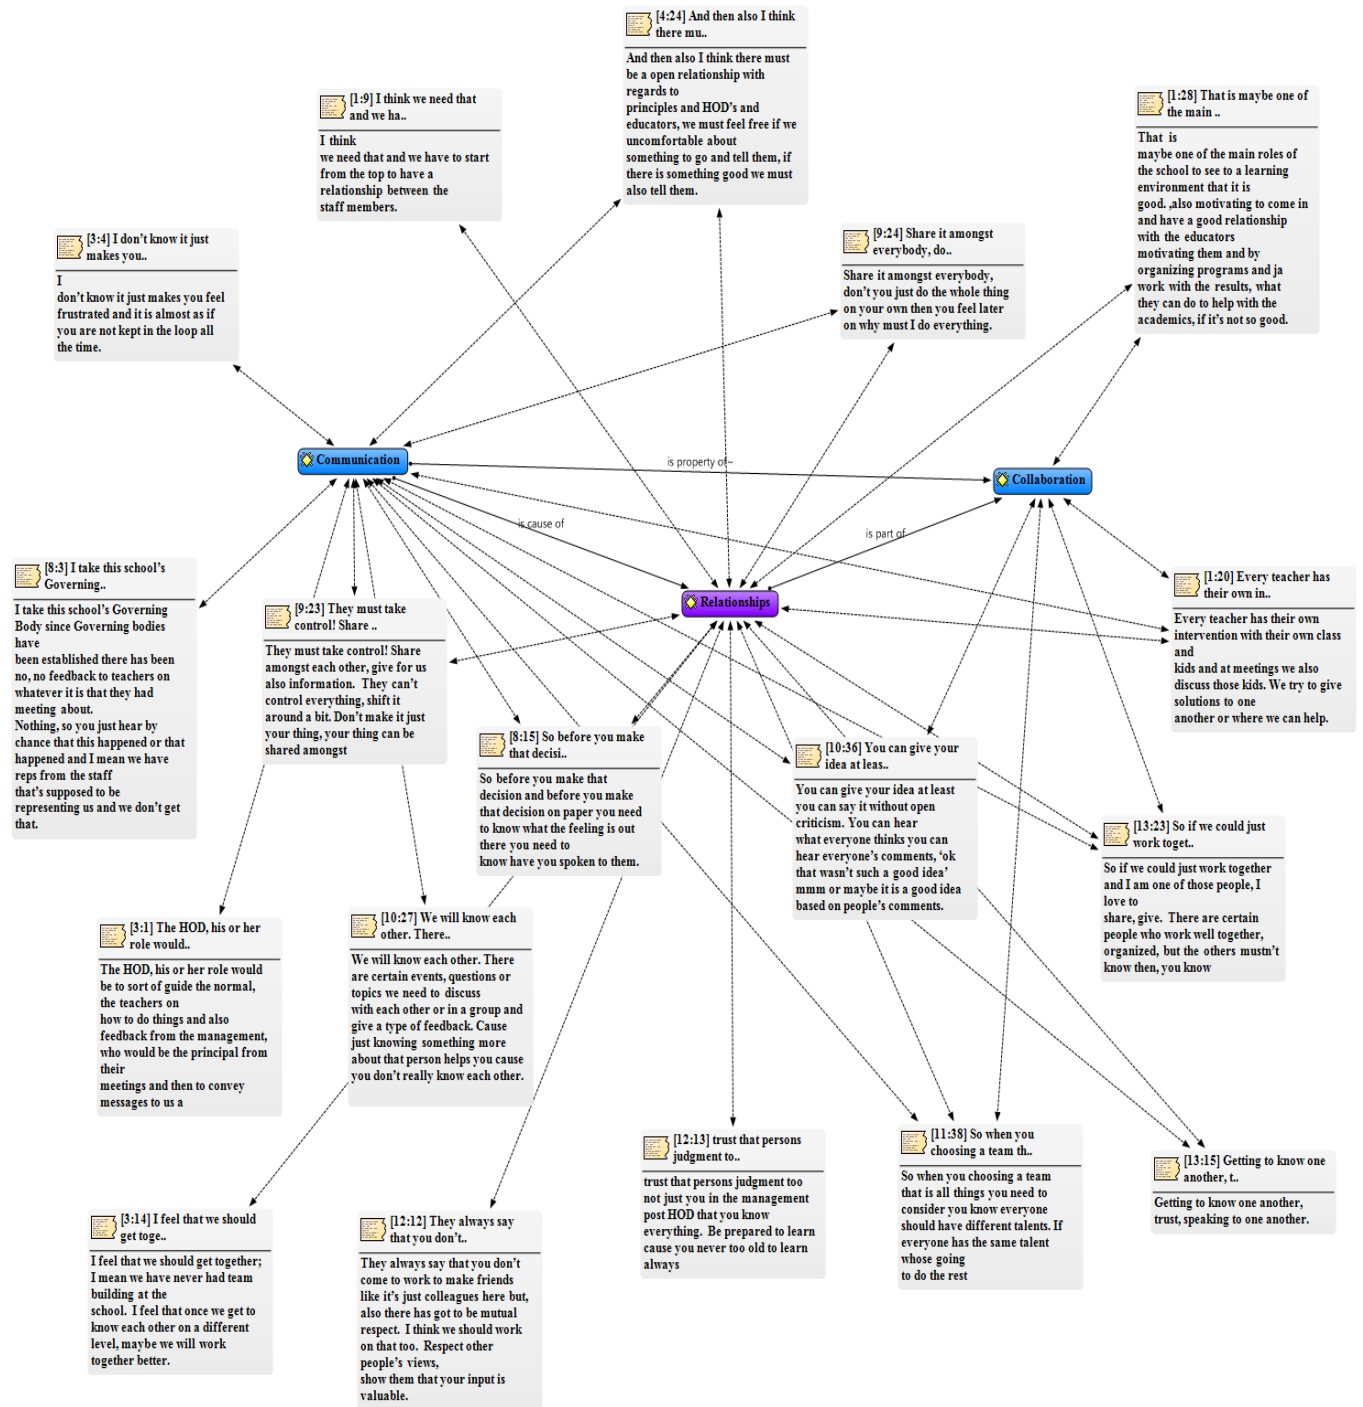 [4:24] And then also I think
there mu..
And then also I think there must
be a open relationship with
regards to
principles and HOD's and
educators, we must feel free if we
uncomfortable about
something to go and tell them, if
there is something good we must
also tell them.
[1:9] I think we need that
and we ha..
I think
we need that and we have to start
from the top to have a
relationship between the
staff members.
[1:28] That is maybe one of
the main ..
That is
maybe one of the main roles of
the school to see to a learning
environment that it is
good. ,also motivating to come in
and have a good relationship
with the educators
motivating them and by
organizing programs and ja
work with the results, what
they can do to help with the
academics, if it's not so good.
[3:4] I don't know it just
makes you..
I
don't know it just makes you feel
frustrated and it is almost as if
you are not kept in the loop all
the time.
[9:24] Share it amongst
everybody, do..
Share it amongst everybody,
don't you just do the whole thing
on your own then you feel later
on why must I do everything.
Communication
is property of~
Collaboration
is cause of
is part of
Relationships
[8:3] I take this school's
Governing..
I take this school's Governing
Body since Governing bodies
have
been established there has been
no, no feedback to teachers on
whatever it is that they had
meeting about.
Nothing, so you just hear by
chance that this happened or that
happened and I mean we have
reps from the staff
that's supposed to be
representing us and we don't get
that.
[9:23] They must take
control! Share ..
They must take control! Share
amongst each other, give for us
also information. They can't
control everything, shift it
around a bit. Don't make it just
your thing, your thing can be
shared amongst
[1:20] Every teacher has
their own in..
Every teacher has their own
intervention with their own class
and
kids and at meetings we also
discuss those kids. We try to give
solutions to one
another or where we can help.
[8:15] So before you make
that decisi..
So before you make that
decision and before you make
that decision on paper you need
to know what the feeling is out
there you need to
know have you spoken to them.
[10:36] You can give your
idea at leas..
You can give your idea at least
you can say it without open
criticism. You can hear
what everyone thinks you can
hear everyone's comments, 'ok
that wasn't such a good idea'
mmm or maybe it is a good idea
based on people's comments.
[13:23] So if we could just
work toget..
So if we could just work together
and I am one of those people, I
love to
share, give. There are certain
people who work well together,
organized, but the others mustn't
know then, you know
[3:1] The HOD, his or her
role would..
The HOD, his or her role would
be to sort of guide the normal,
the teachers on
how to do things and also
feedback from the management,
who would be the principal from
their
meetings and then to convey
messages to us a
[10:27] We will know each
other. There..
We will know each other. There
are certain events, questions or
topics we need to discuss
with each other or in a group and
give a type of feedback. Cause
just knowing something more
about that person helps you cause
you don't really know each other.
[12:13] trust that persons
judgment to..
trust that persons judgment too
not just you in the management
post HOD that you know
everything. Be prepared to learn
cause you never too old to learn
always
[11:38] So when you
choosing a team th..
So when you choosing a team
that is all things you need to
consider you know everyone
should have different talents. If
everyone has the same talent
whose going
to do the rest
[13:15] Getting to know one
another, t..
Getting to know one another,
trust, speaking to one another.
[3:14] I feel that we should
get toge..
I feel that we should get together;
I mean we have never had team
building at the
school. I feel that once we get to
know each other on a different
level, maybe we will work
together better.
[12:12] They always say
that you don't..
They always say that you don't
come to work to make friends
like it's just colleagues here but,
also there has got to be mutual
respect. I think we should work
on that too. Respect other
people's views,
show them that your input is
valuable.